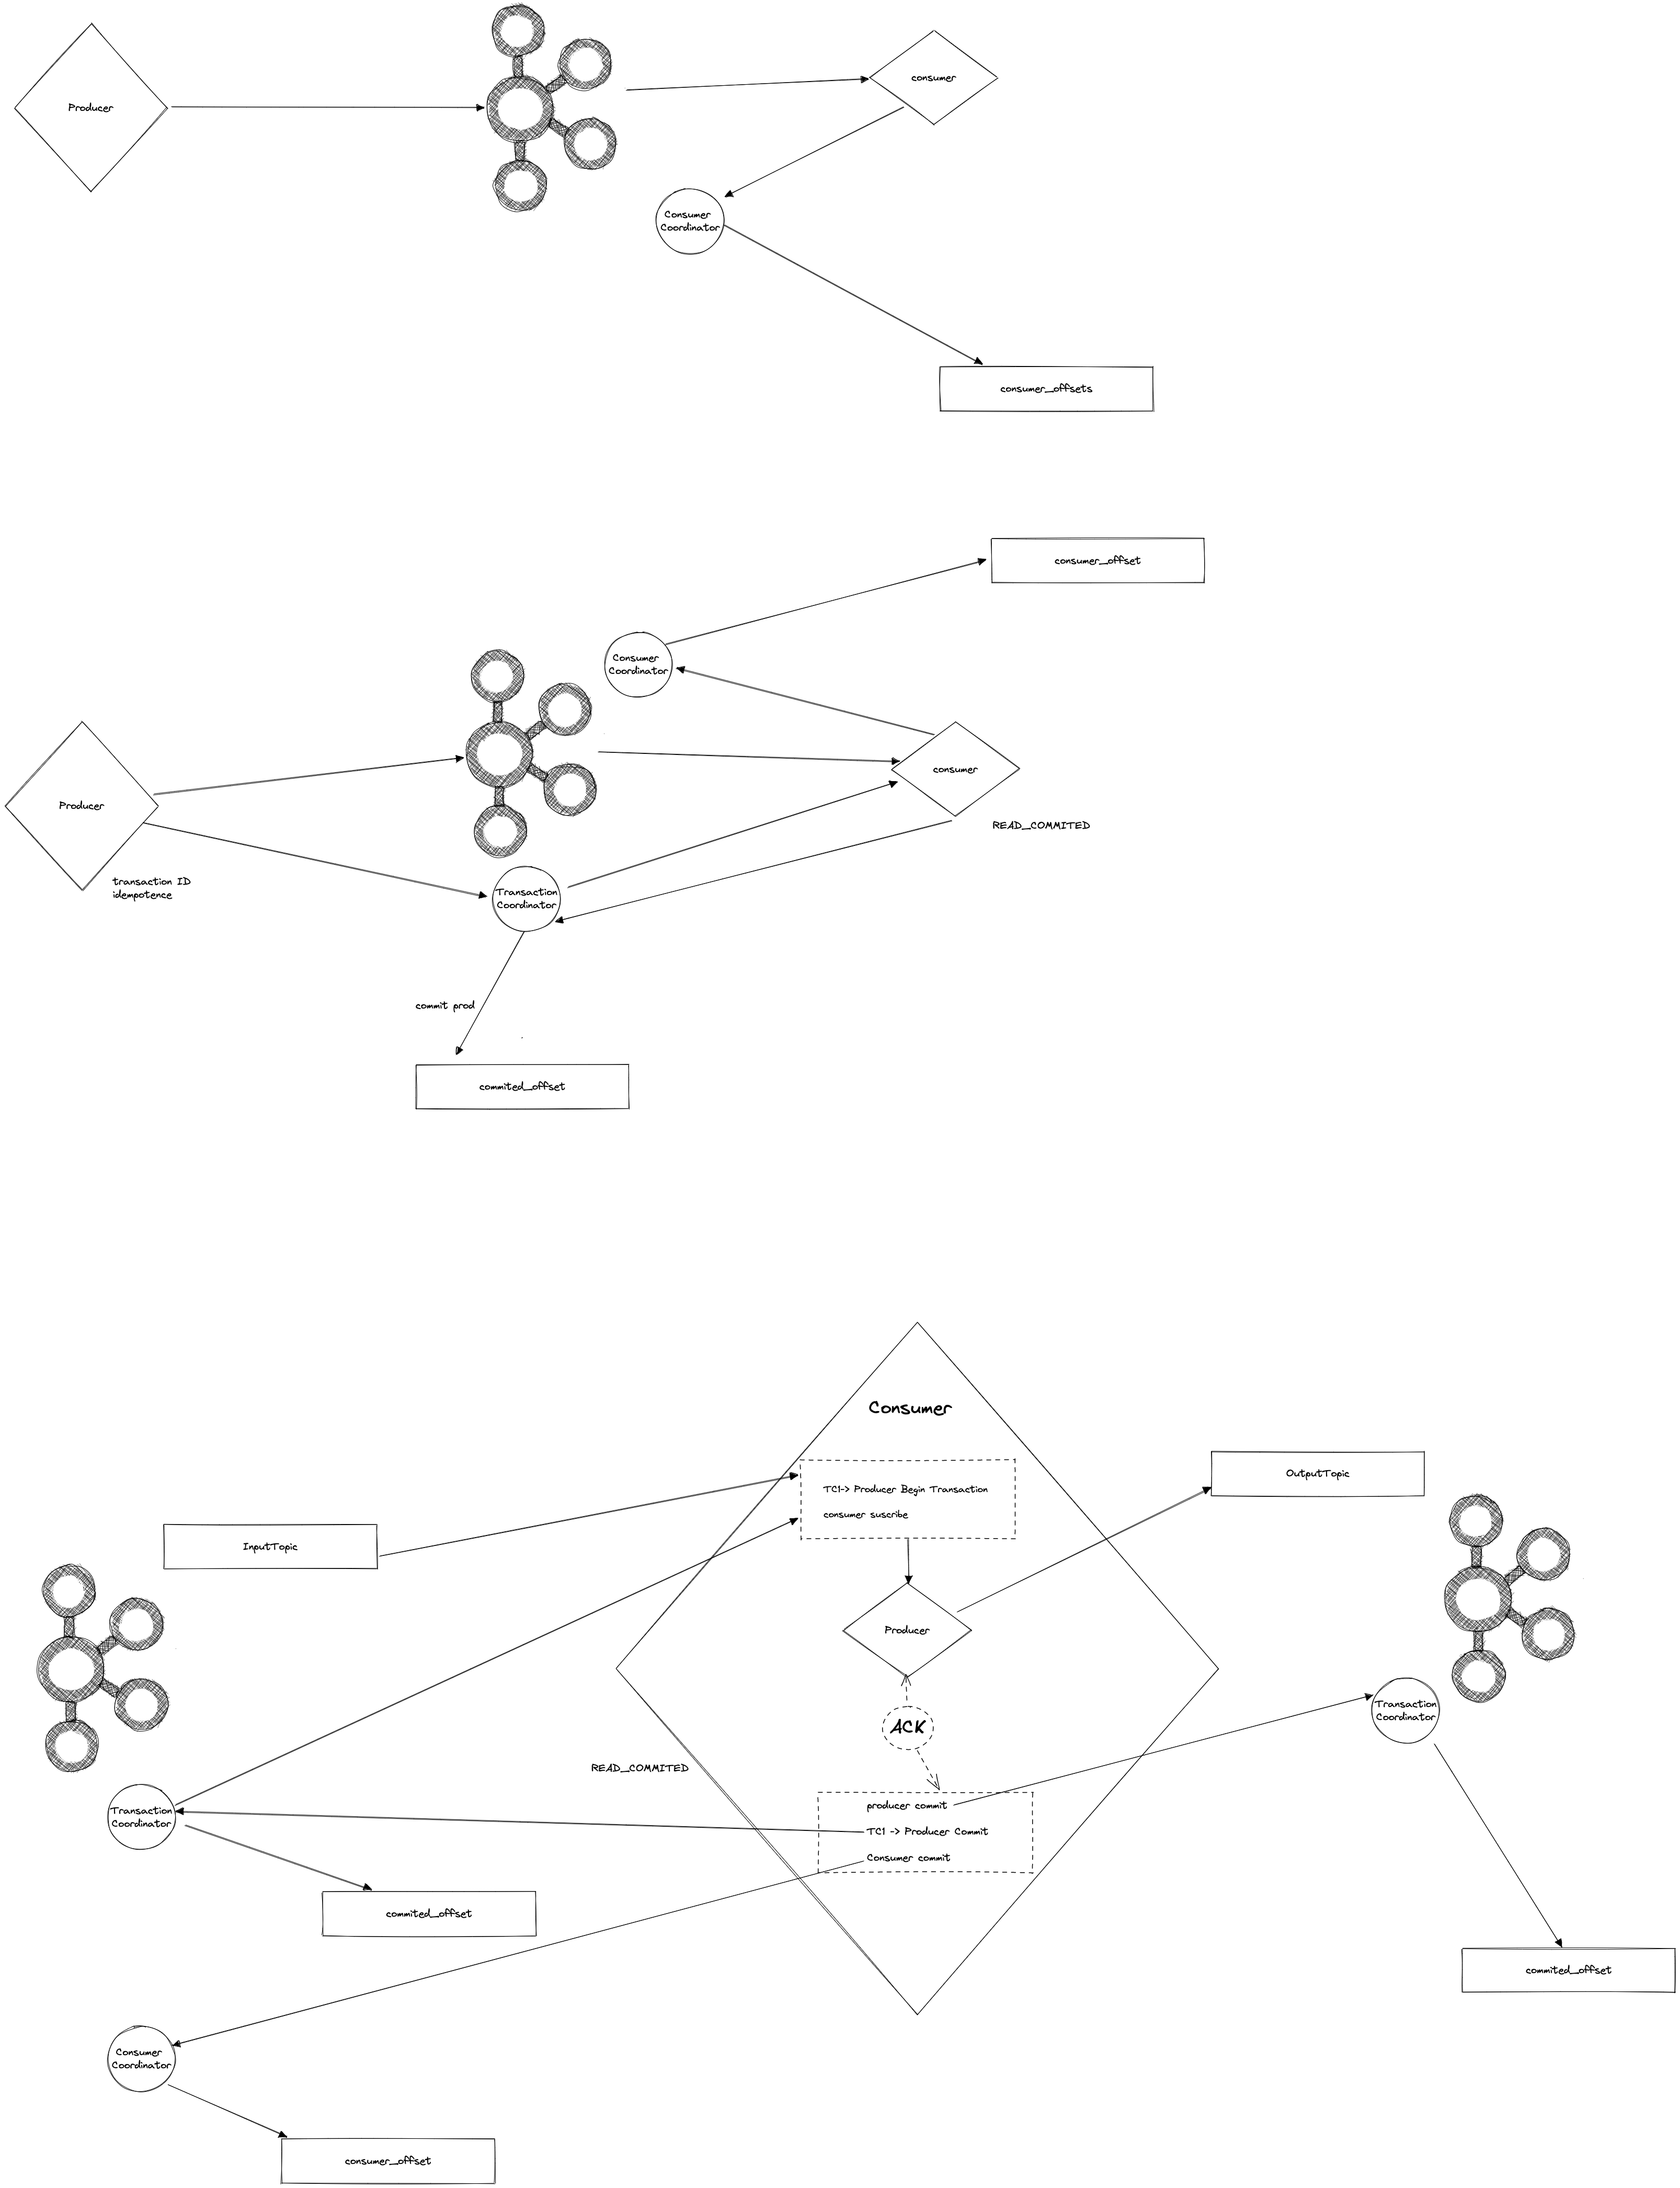 Producer
consumer
Consumer
Coordinator
consumer_offsets
consumer_offset
Consumer
Coordinator
consumer
Producer
READ_COMMITED
transaction ID
idempotence
Transaction
Coordinator
commit prod
commited_offset
Consumer
TC1-> Producer Begin Transaction
consumer suscribe
OutputTopic
InputTopic
Producer
Transaction
Coordinator
ACK
READ_COMMITED
producer commit
TC1 -> Producer Commit
Consumer commit
Transaction
Coordinator
commited_offset
commited_offset
Consumer
Coordinator
consumer_offset